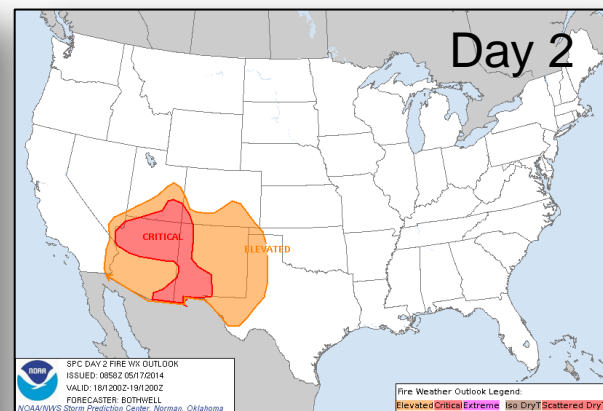 Day 2
CRITICAL
ELEVATED
NOAA
SPC DAY 2 FIRE WX OUTLOOK
ISSUED: 0858Z 05/17/2014
VALID: 18/1200Z-19/1200Z
FORECASTER: BOTHWELL
NOAA/NWS Storm Prediction Center, Norman, Oklahoma
Fire Weather Outlook Legend:
Elevated Critical Extreme Iso DryT Scattered Dry